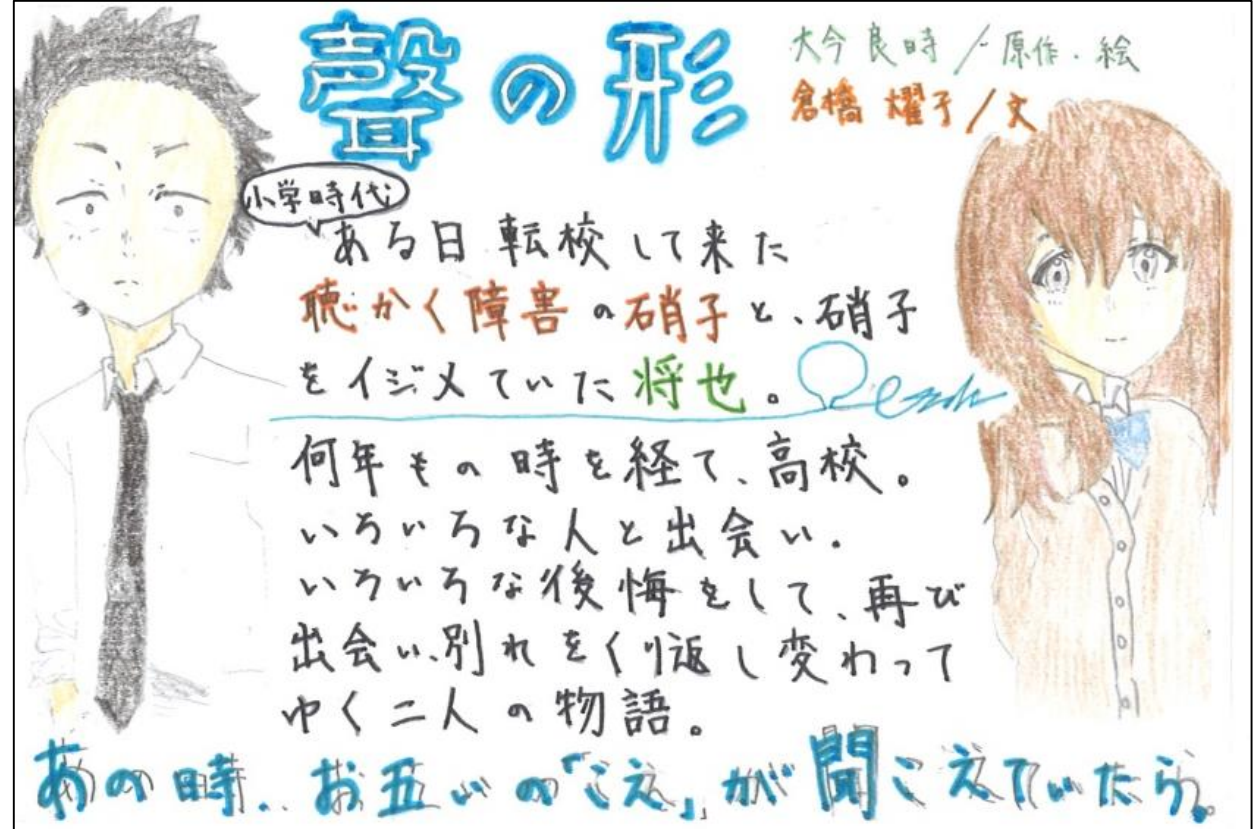 聲の形
大今良時/原作・絵
倉橋燿子/文
小学時代
ある日転校して来た
聴かく障害の硝子と、硝子
をイジメていた将也。
何年もの時を経て、高校。
いろいろな人と出会い、
いろいろな後悔をして、再び
出会い、別れをくり返し変わって
ゆく二人の物語。
あの時..お互いの「こえ」が聞こえていたら。